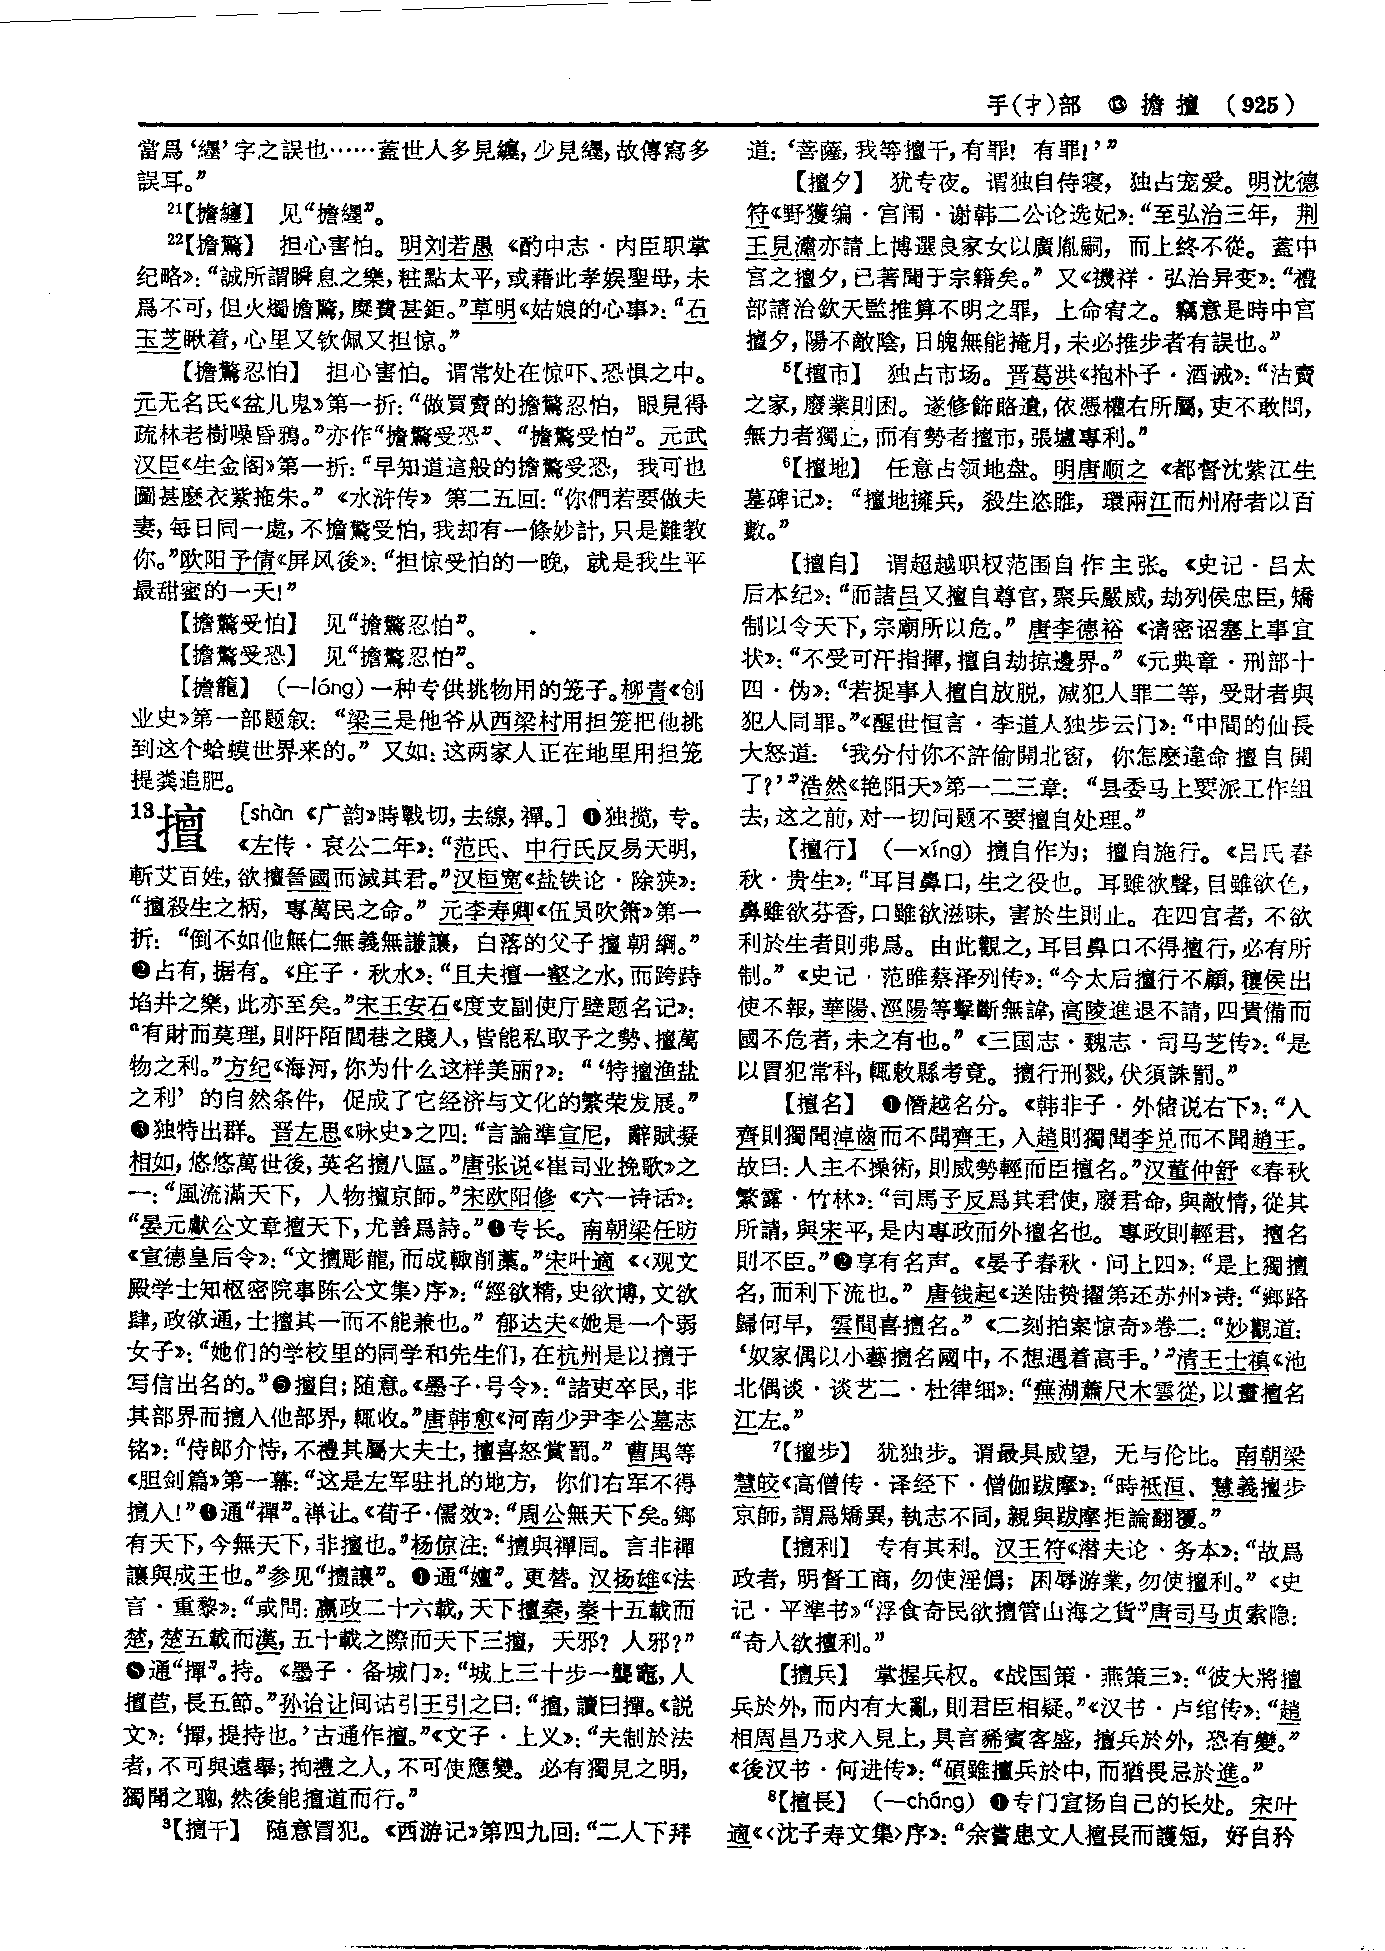 手(扌)部 ⑬ 擔 擅 (925)
當爲‘纆’字之誤也……蓋世人多見纏,少見纆,故傳寫多
誤耳。”
21【擔纏】 见“擔纆”。
22【擔驚】 担心害怕。明刘若愚《酌中志·内臣职掌
纪略》：“誠所謂瞬息之樂,粧點太平,或藉此孝娱聖母,未
爲不可,但火燭擔驚,糜費甚鉅。”草明《姑娘的心事》：“石
玉芝瞅着,心里又钦佩又担惊。”
【擔驚忍怕】 担心害怕。谓常处在惊吓、恐惧之中。
元无名氏《盆儿鬼》第一折：“做買賣的擔驚忍怕，眼見得
疏林老樹噪昏鴉。”亦作“擔驚受恐”、“擔驚受怕”。元武
汉臣《生金阁》第一折：“早知道這般的擔驚受恐，我可也
圖甚麽衣紫拖朱。”《水浒传》第二五回：“你們若要做夫
妻,每日同一處,不擔驚受怕,我却有一條妙計,只是難教
你。”欧阳予倩《屏风後》：“担惊受怕的一晚，就是我生平
最甜蜜的一天!”
【擔驚受怕】 见“擔驚忍怕”。
【擔驚受恐】 见“擔驚忍怕”。
【擔籠】 (—lóng)一种专供挑物用的笼子。柳青《创
业史》第一部题叙：“梁三是他爷从西梁村用担笼把他挑
到这个蛤蟆世界来的。” 又如：这两家人正在地里用担笼
提粪追肥。
13擅 [shàn《广韵》時戰切,去線,禪。] ❶独揽，专。
《左传·哀公二年》：“范氏、中行氏反易天明,
斬艾百姓,欲擅晉國而滅其君。”汉桓宽《盐铁论·除狭》：
“擅殺生之柄，專萬民之命。” 元李寿卿《伍员吹箫》第一
折：“倒不如他無仁無義無謙讓，白落的父子擅朝綱。”
❷占有,据有。《庄子·秋水》：“且夫擅一壑之水,而跨跱
埳井之樂,此亦至矣。”宋王安石《度支副使厅壁题名记》：
“有財而莫理,則阡陌閭巷之賤人,皆能私取予之勢、擅萬
物之利。”方纪《海河,你为什么这样美丽?》：“‘特擅渔盐
之利’的自然条件，促成了它经济与文化的繁荣发展。”
❸独特出群。晋左思《咏史》之四：“言論準宣尼，辭賦擬
相如,悠悠萬世後,英名擅八區。”唐张说《崔司业挽歌》之
一：“風流滿天下，人物擅京師。”宋欧阳修《六一诗话》：
“晏元獻公文章擅天下,尤善爲詩。”❹专长。南朝梁任昉
《宣德皇后令》：“文擅彫龍,而成輒削藁。”宋叶適《〈观文
殿学士知枢密院事陈公文集〉序》：“經欲精,史欲博,文欲
肆,政欲通,士擅其一而不能兼也。” 郁达夫《她是一个弱
女子》：“她们的学校里的同学和先生们,在杭州是以擅于
写信出名的。”❺擅自；随意。《墨子·号令》：“諸吏卒民,非
其部界而擅入他部界,輒收。”唐韩愈《河南少尹李公墓志
铭》：“侍郎介恃,不禮其屬大夫士,擅喜怒賞罰。” 曹禺等
《胆剑篇》第一幕：“这是左军驻扎的地方，你们右军不得
擅入!”❻通“禪”。禅让。《荀子·儒效》：“周公無天下矣。鄉
有天下,今無天下,非擅也。”杨倞注：“擅與禪同。言非禪
讓與成王也。”参见“擅讓”。 ❼通“嬗”。更替。汉扬雄《法
言·重黎》：“或問：嬴政二十六載,天下擅秦,秦十五載而
楚,楚五載而漢,五十載之際而天下三擅，天邪？人邪?”
❽通“撣”。持。《墨子·备城门》：“城上三十步一聾竈,人
擅苣,長五節。”孙诒让间诂引王引之曰：“擅,讀曰撣。《説
文》：‘撣,提持也。’古通作擅。”《文子·上义》：“夫制於法
者,不可與遠舉；拘禮之人,不可使應變。必有獨見之明,
獨聞之聰,然後能擅道而行。”
3【擅干】 随意冒犯。《西游记》第四九回：“二人下拜
道：‘菩薩,我等擅干,有罪！有罪!’”
【擅夕】 犹专夜。谓独自侍寝，独占宠爱。明沈德
符《野獲编·宫闱·谢韩二公论选妃》：“至弘治三年，荆
王見潚亦請上博選良家女以廣胤嗣，而上終不從。蓋中
宫之擅夕,已著聞于宗籍矣。” 又《禨祥·弘治异变》：“禮
部請治欽天監推算不明之罪，上命宥之。竊意是時中宫
擅夕,陽不敵陰,日魄無能掩月,未必推步者有誤也。”
5【擅市】 独占市场。晋葛洪《抱朴子·酒诫》：“沽賣
之家,廢業則困。遂修飾賂遺,依憑權右所屬,吏不敢問,
無力者獨止,而有勢者擅市,張壚專利。”
6【擅地】 任意占领地盘。明唐顺之《都督沈紫江生
墓碑记》：“擅地擁兵，殺生恣睢，環兩江而州府者以百
數。”
【擅自】 谓超越职权范围自作主张。《史记·吕太
后本纪》：“而諸吕又擅自尊官,聚兵嚴威,劫列侯忠臣,矯
制以令天下,宗廟所以危。” 唐李德裕《请密诏塞上事宜
状》：“不受可汗指揮,擅自劫掠邊界。”《元典章·刑部十
四·伪》：“若捉事人擅自放脱，减犯人罪二等，受財者與
犯人同罪。”《醒世恒言·李道人独步云门》：“中間的仙長
大怒道：‘我分付你不許偷開北窗，你怎麽違命擅自開
了?’”浩然《艳阳天》第一二三章：“县委马上要派工作组
去,这之前,对一切问题不要擅自处理。”
【擅行】 (—xíng) 擅自作为；擅自施行。《吕氏春
秋·贵生》：“耳目鼻口,生之役也。耳雖欲聲,目雖欲色,
鼻雖欲芬香,口雖欲滋味，害於生則止。在四官者，不欲
利於生者則弗爲。由此觀之,耳目鼻口不得擅行,必有所
制。”《史记·范雎蔡泽列传》：“今太后擅行不顧,穰侯出
使不報,華陽、涇陽等擊斷無諱,高陵進退不請,四貴備而
國不危者,未之有也。”《三国志·魏志·司马芝传》：“是
以冒犯常科,輒敕縣考竟。擅行刑戮,伏須誅罰。”
【擅名】 ❶僭越名分。《韩非子·外储说右下》：“入
齊則獨聞淖齒而不聞齊王,入趙則獨聞李兑而不聞趙王。
故曰：人主不操術,則威勢輕而臣擅名。”汉董仲舒《春秋
繁露·竹林》：“司馬子反爲其君使,廢君命,與敵情,從其
所請,與宋平,是内專政而外擅名也。專政則輕君，擅名
則不臣。”❷享有名声。《晏子春秋·问上四》：“是上獨擅
名,而利下流也。” 唐钱起《送陆贽擢第还苏州》诗：“鄉路
歸何早，雲間喜擅名。”《二刻拍案惊奇》卷二：“妙觀道：
‘奴家偶以小藝擅名國中,不想遇着高手。’”清王士禛《池
北偶谈·谈艺二·杜律细》：“蕪湖蕭尺木雲從,以畫擅名
江左。”
7【擅步】 犹独步。谓最具威望，无与伦比。南朝梁
慧皎《高僧传·译经下·僧伽跋摩》：“時祇洹、慧義擅步
京師,謂爲矯異,執志不同,親與跋摩拒論翻覆。”
【擅利】 专有其利。汉王符《潜夫论·务本》：“故爲
政者，明督工商，勿使淫僞；困辱游業,勿使擅利。”《史
记·平準书》“浮食奇民欲擅管山海之貨”唐司马贞索隐：
“奇人欲擅利。”
【擅兵】 掌握兵权。《战国策·燕策三》：“彼大將擅
兵於外,而内有大亂,則君臣相疑。”《汉书·卢绾传》：“趙
相周昌乃求入見上,具言豨賓客盛，擅兵於外，恐有變。”
《後汉书·何进传》：“碩雖擅兵於中,而猶畏忌於進。”
8【擅長】 (—cháng) ❶专门宣扬自己的长处。宋叶
適《〈沈子寿文集〉序》：“余嘗患文人擅長而護短，好自矜